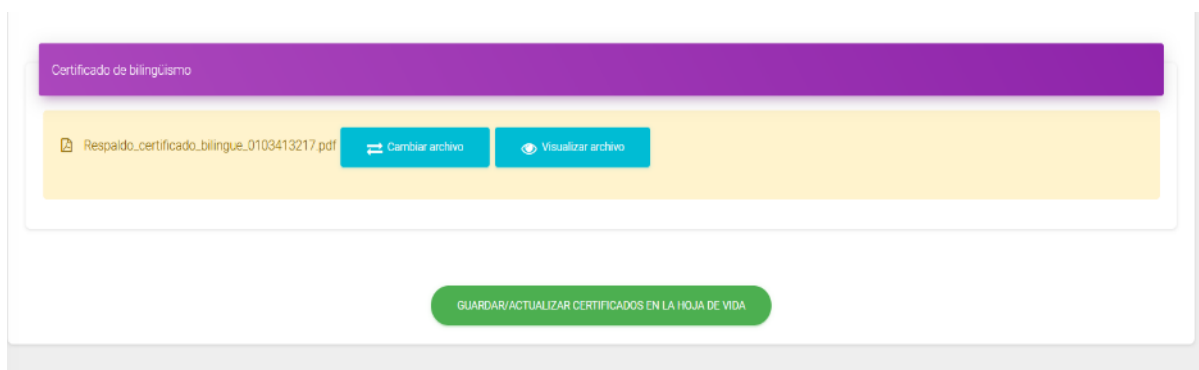 Certificado de bilingüismo
Respaldo_certificado_bilingue_0103413217.pdf Cambiar archivo Visualizar archivo
GUARDAR/ACTUALIZAR CERTIFICADOS EN LA HOJA DE VIDA